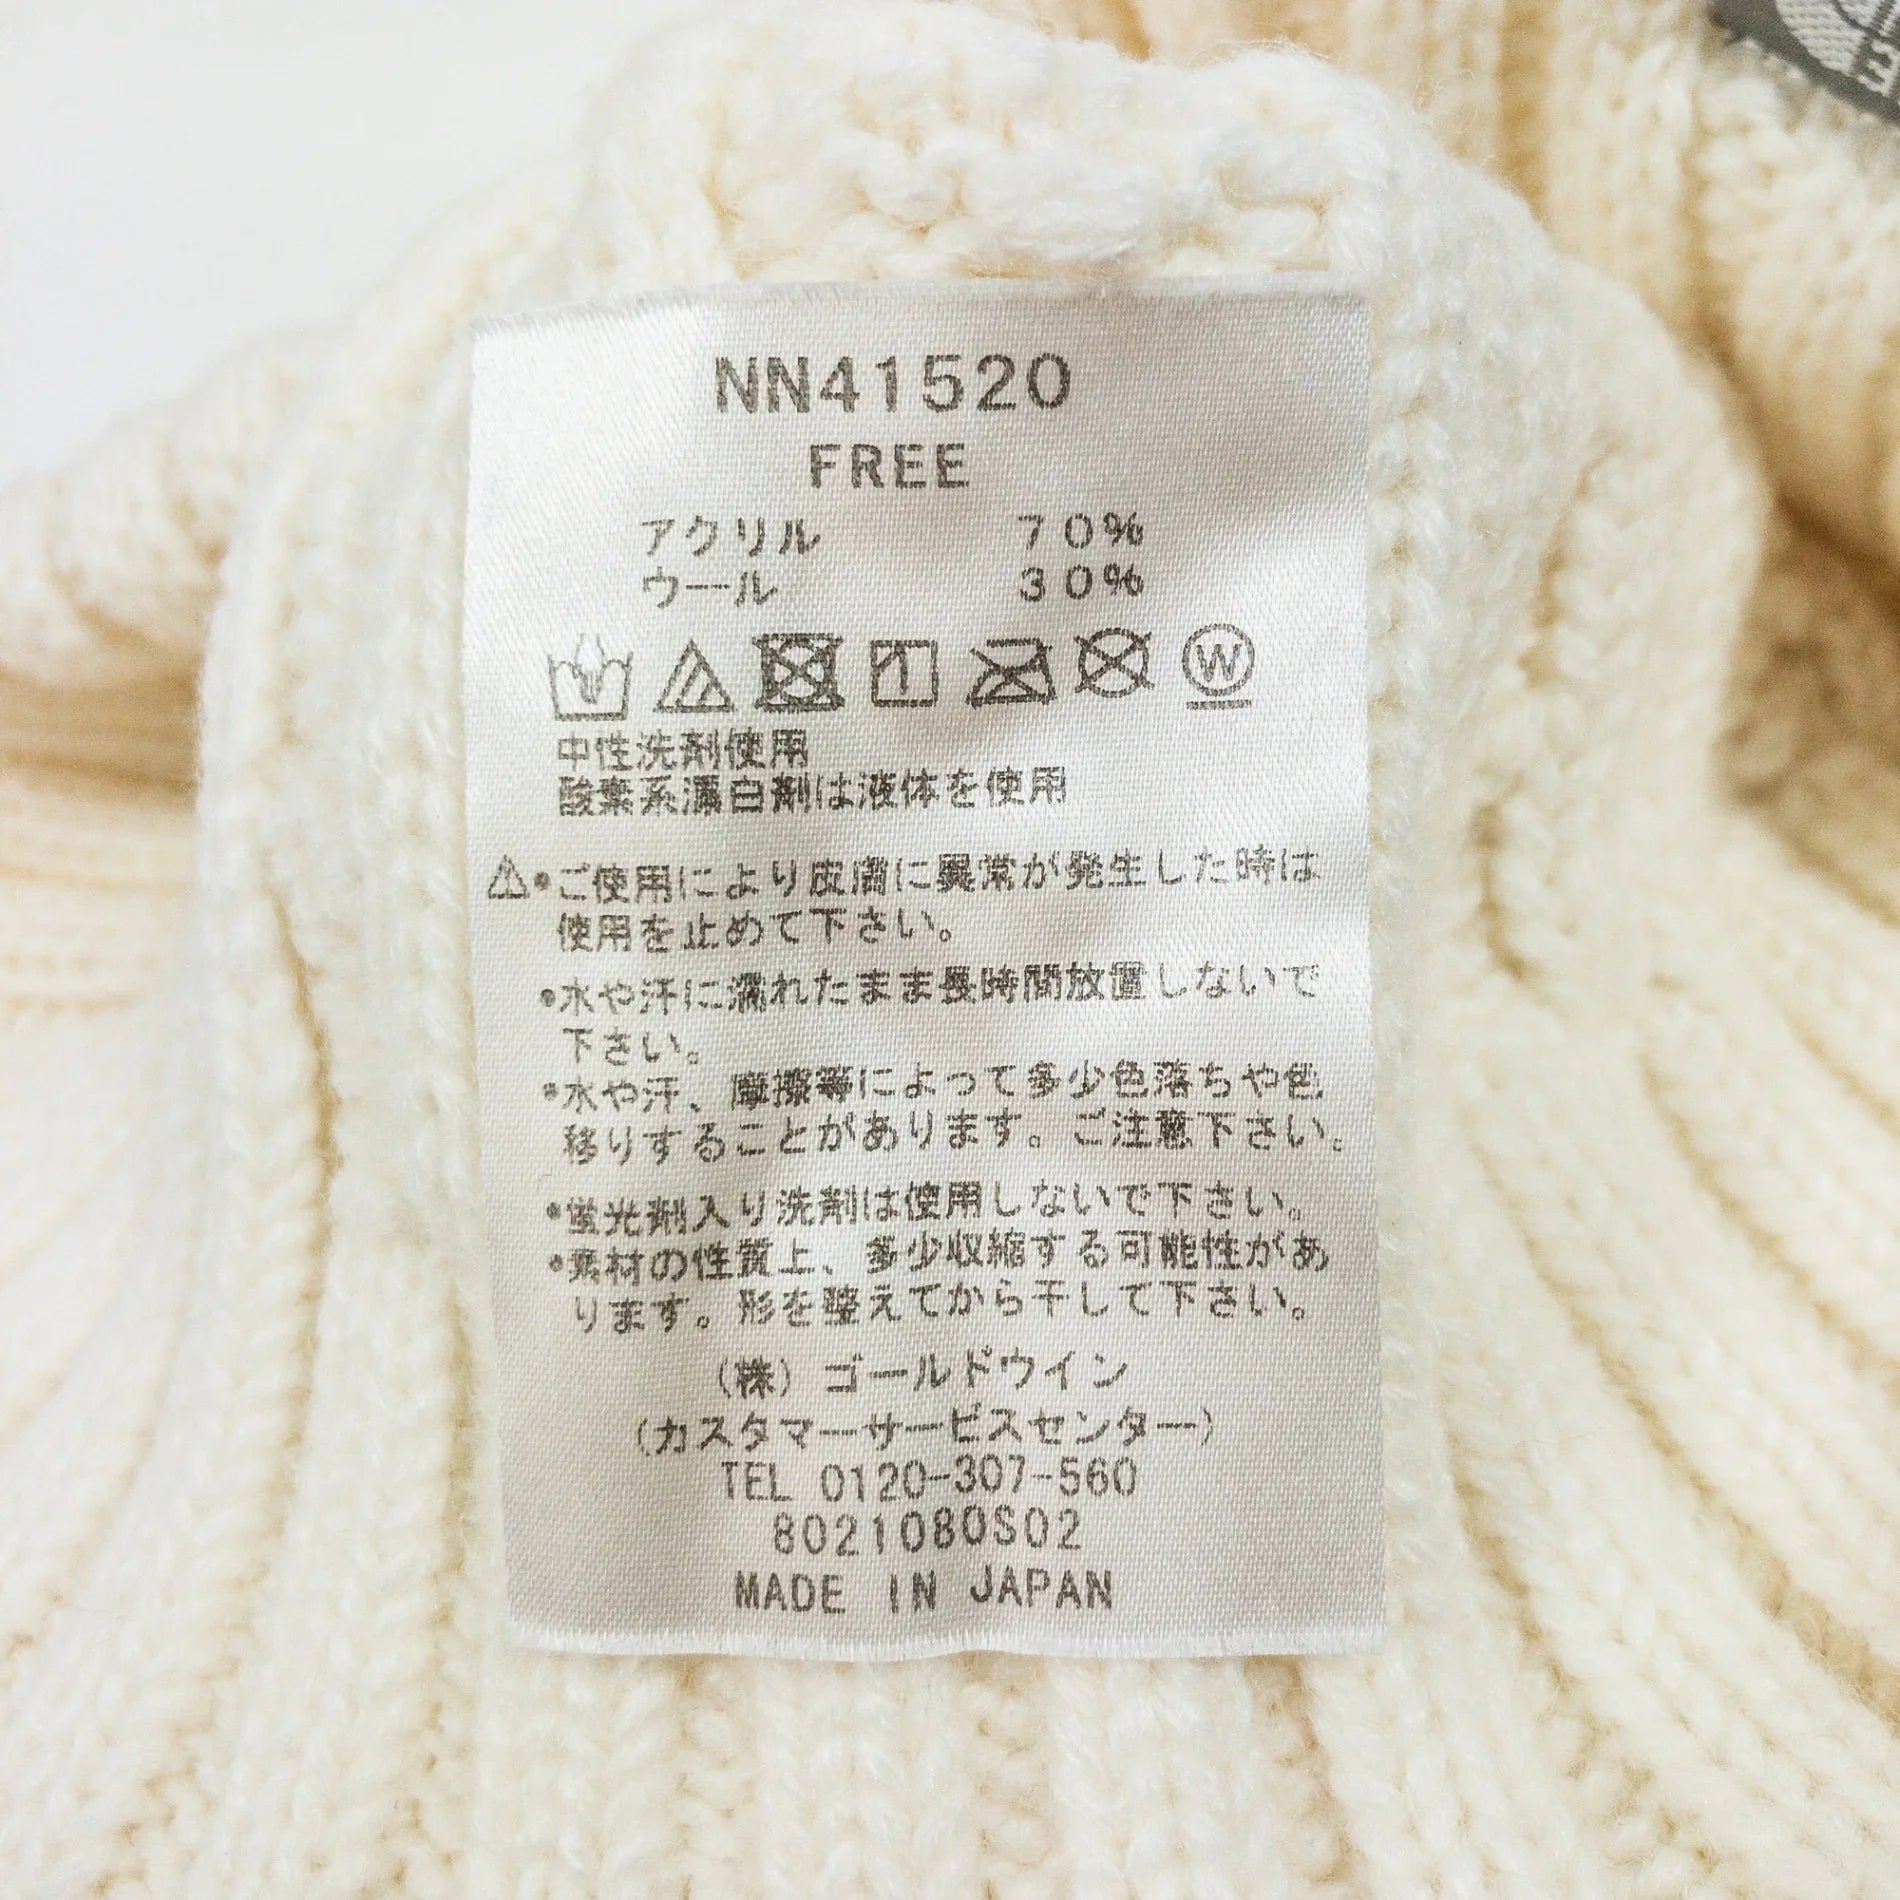 NN41520
FREE
アクリル 70%
ウール 30%
W
中性洗剤使用
酸素系漂白剤は液体を使用
•ご使用により皮膚に異常が発生した時は
使用を止めて下さい。
•水や汗に濡れたまま長時間放置しないで
下さい。
•水や汗、摩擦等によって多少色落ちや色
移りすることがあります。ご注意下さい。
•蛍光剤入り洗剤は使用しないで下さい。
•素材の性質上、多少収縮する可能性があ
ります。形を整えてから干して下さい。
(株)ゴールドウイン
(カスタマーサービスセンター)
TEL 0120-307-560
8021080S02
MADE IN JAPAN